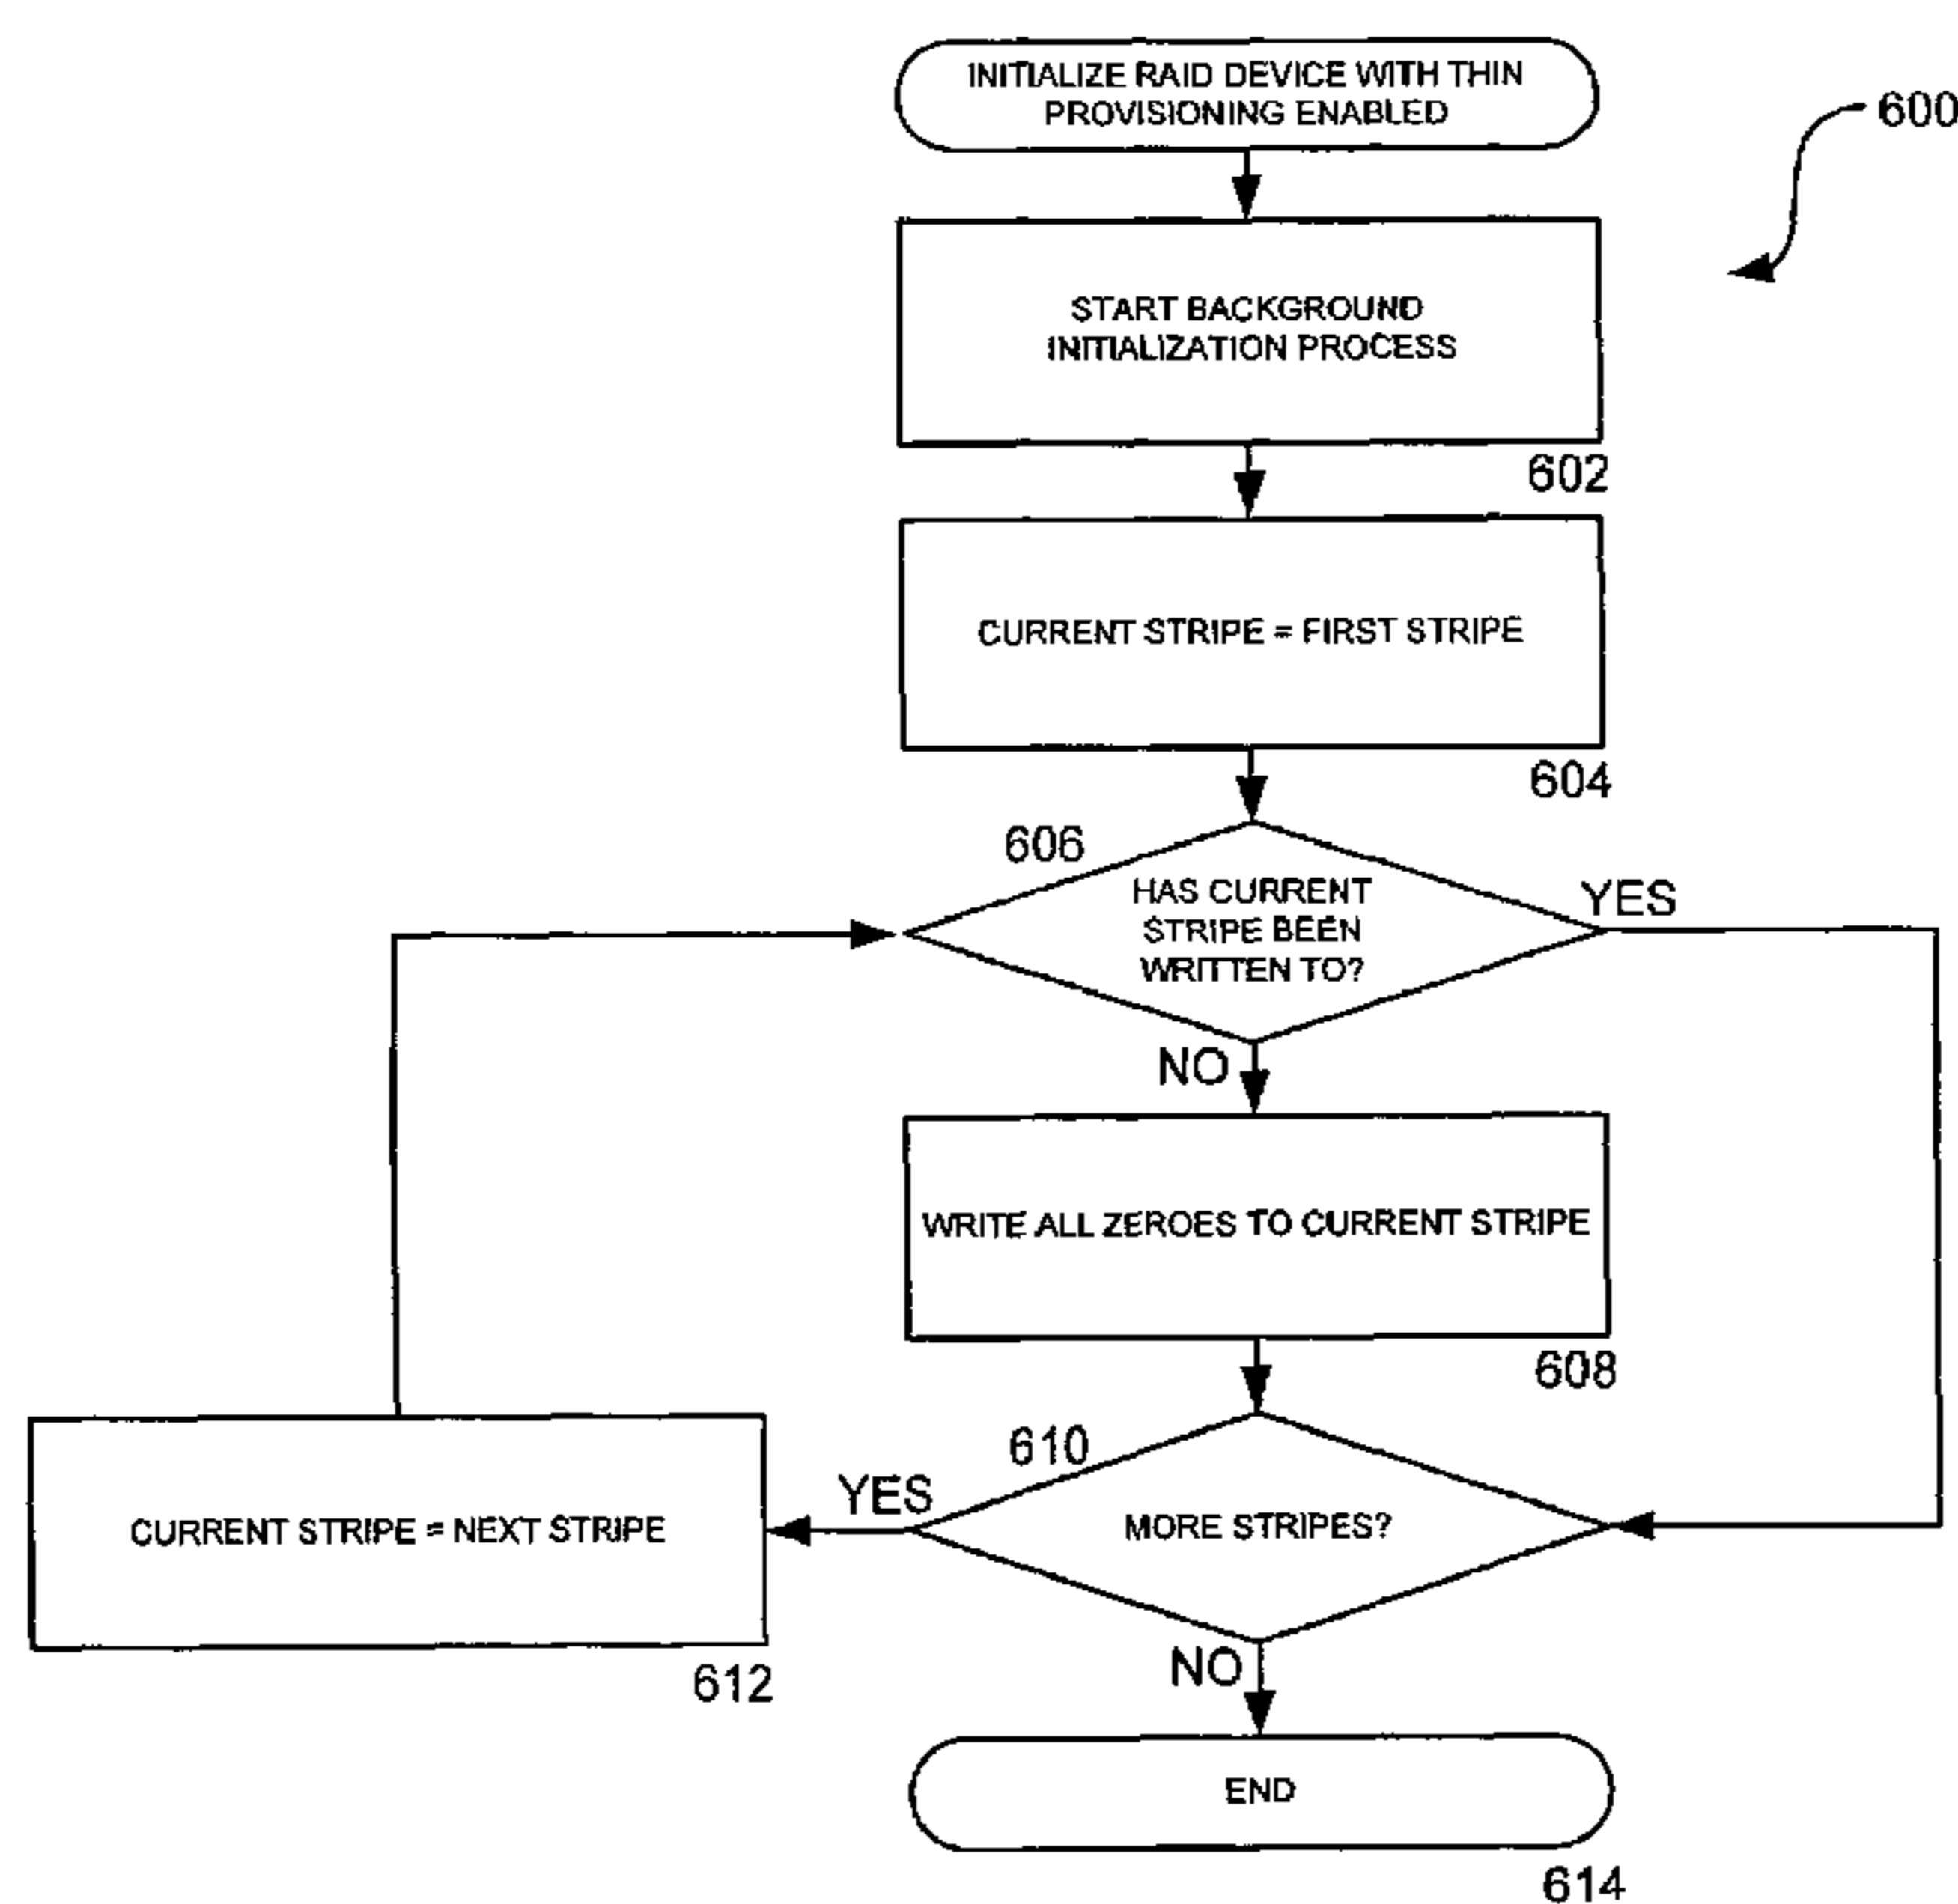 INITIALIZE RAID DEVICE WITH THIN
PROVISIONING ENABLED
600
START BACKGROUND
INITIALIZATION PROCESS
602
CURRENT STRIPE = FIRST STRIPE
604
606
HAS CURRENT
STRIPE BEEN
WRITTEN TO?
YES
NO
WRITE ALL ZEROES TO CURRENT STRIPE
608
610
MORE STRIPES?
YES
CURRENT STRIPE = NEXT STRIPE
612
NO
END
614